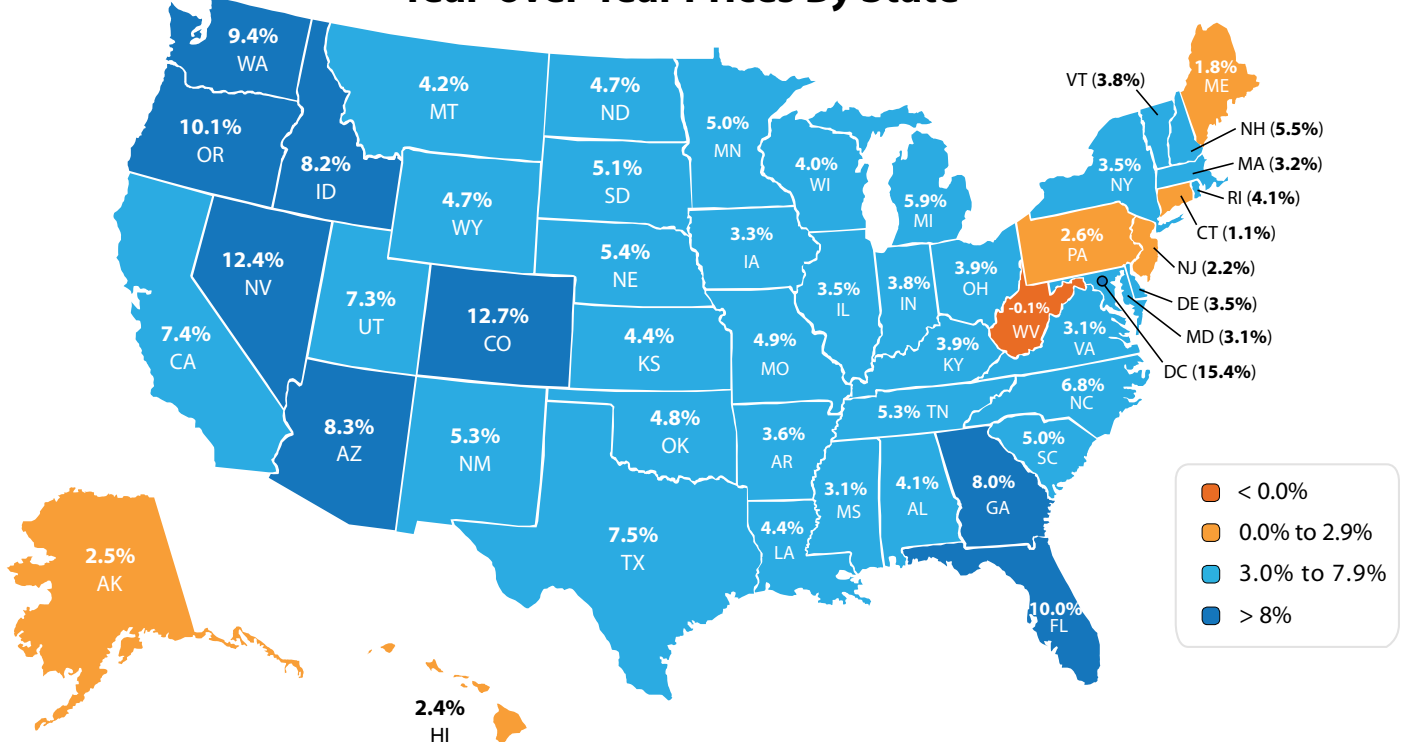 Year-over-Year Prices By State
9.4%
WA
10.1%
OR
8.2%
ID
4.2%
MT
4.7%
ND
5.0%
MN
4.0%
WI
5.9%
MI
3.5%
NY
1.8%
ME
VT (3.8%)
NH (5.5%)
MA (3.2%)
RI (4.1%)
CT (1.1%)
NJ (2.2%)
DE (3.5%)
MD (3.1%)
DC (15.4%)
4.7%
WY
5.1%
SD
3.3%
IA
5.4%
NE
12.4%
NV
7.3%
UT
12.7%
CO
7.4%
CA
4.4%
KS
4.9%
MO
3.5%
IL
3.8%
IN
3.9%
OH
2.6%
PA
-0.1%
WV
3.1%
VA
3.9%
KY
6.8%
NC
5.3% TN
5.0%
SC
8.3%
AZ
5.3%
NM
4.8%
OK
3.6%
AR
3.1%
MS
4.1%
AL
8.0%
GA
7.5%
TX
4.4%
LA
10.0%
FL
2.5%
AK
2.4%
HI
< 0.0%
0.0% to 2.9%
3.0% to 7.9%
> 8%